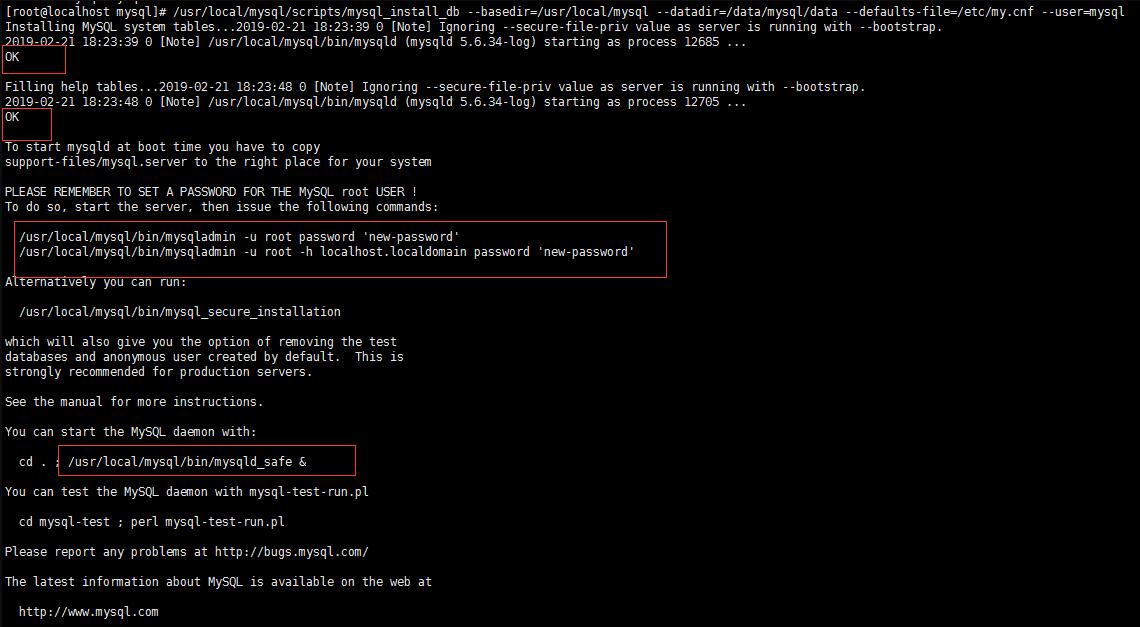 [root@localhost mysql]# /usr/local/mysql/scripts/mysql_install_db --basedir=/usr/local/mysql --datadir=/data/mysql/data --defaults-file=/etc/my.cnf --user=mysql
Installing MySQL system tables...2019-02-21 18:23:39 0 [Note] Ignoring --secure-file-priv value as server is running with --bootstrap.
2019-02-21 18:23:39 0 [Note] /usr/local/mysql/bin/mysqld (mysqld 5.6.34-log) starting as process 12685 ...
OK
Filling help tables...2019-02-21 18:23:48 0 [Note] Ignoring --secure-file-priv value as server is running with --bootstrap.
2019-02-21 18:23:48 0 [Note] /usr/local/mysql/bin/mysqld (mysqld 5.6.34-log) starting as process 12705 ...
OK
To start mysqld at boot time you have to copy
support-files/mysql.server to the right place for your system
PLEASE REMEMBER TO SET A PASSWORD FOR THE MySQL root USER !
To do so, start the server, then issue the following commands:
/usr/local/mysql/bin/mysqladmin -u root password 'new-password'
/usr/local/mysql/bin/mysqladmin -u root -h localhost.localdomain password 'new-password'
Alternatively you can run:
/usr/local/mysql/bin/mysql_secure_installation
which will also give you the option of removing the test
databases and anonymous user created by default.  This is
strongly recommended for production servers.
See the manual for more instructions.
You can start the MySQL daemon with:
cd . ; /usr/local/mysql/bin/mysqld_safe &
You can test the MySQL daemon with mysql-test-run.pl
cd mysql-test ; perl mysql-test-run.pl
Please report any problems at http://bugs.mysql.com/
The latest information about MySQL is available on the web at
http://www.mysql.com